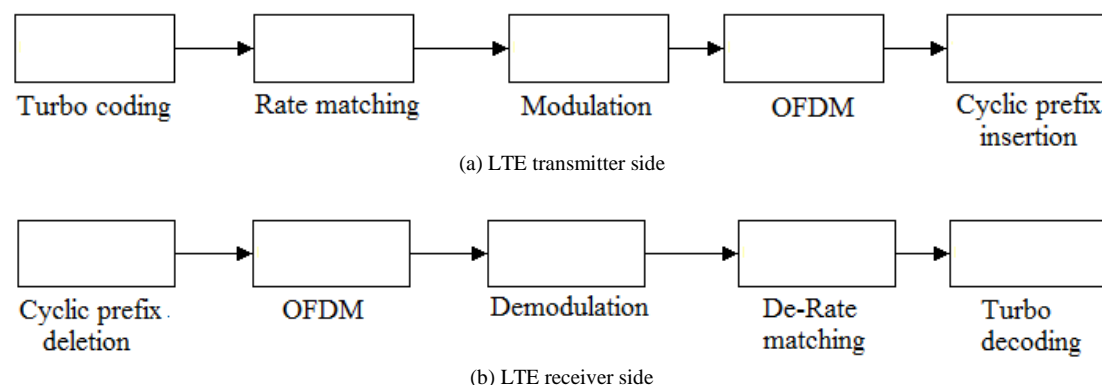 Turbo coding
Rate matching
Modulation
OFDM
Cyclic prefix
insertion
(a) LTE transmitter side
Cyclic prefix
deletion
OFDM
Demodulation
De-Rate
matching
Turbo
decoding
(b) LTE receiver side